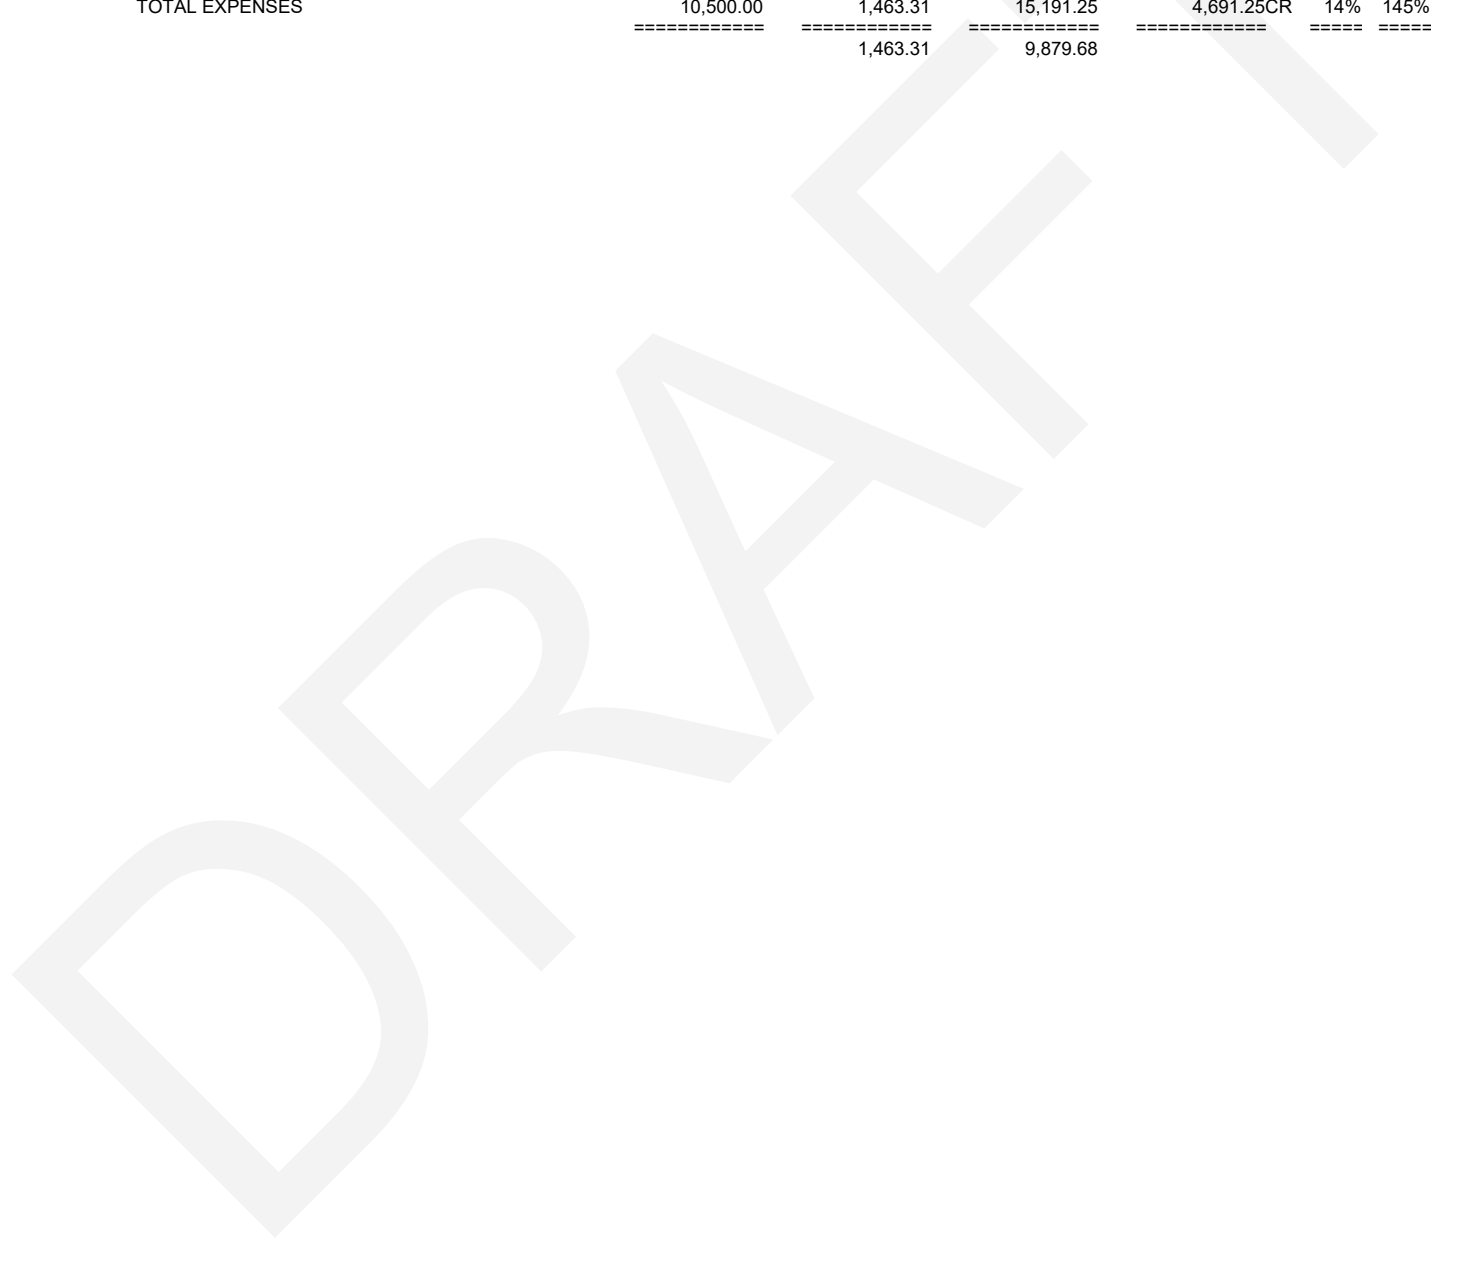 TOTAL EXPENSES 10,500.00 1,463.31 15,191.25 4,691.25CR 14% 145%
============ ============ ============ ============ ===== =====
1,463.31 9,879.68
DRAFT